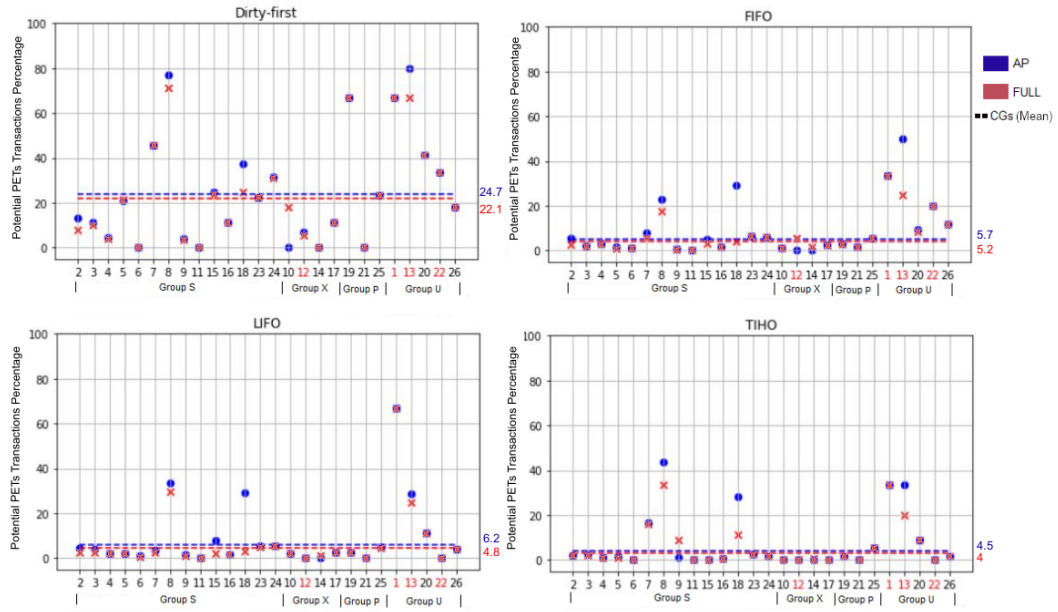 Dirty-first
Potential PETs Transactions Percentage
100
80
60
40
20
0
24.7
22.1
2 3 4 5 6 7 8 9 11 15 16 18 23 24 10 12 14 17 19 21 25 1 13 20 22 26
Group S Group X Group P Group U
FIFO
Potential PETs Transactions Percentage
100
80
60
40
20
0
5.7
5.2
2 3 4 5 6 7 8 9 11 15 16 18 23 24 10 12 14 17 19 21 25 1 13 20 22 26
Group S Group X Group P Group U
AP
FULL
CGs (Mean)
LIFO
Potential PETs Transactions Percentage
100
80
60
40
20
0
6.2
4.8
2 3 4 5 6 7 8 9 11 15 16 18 23 24 10 12 14 17 19 21 25 1 13 20 22 26
Group S Group X Group P Group U
TIHO
Potential PETs Transactions Percentage
100
80
60
40
20
0
4.5
4
2 3 4 5 6 7 8 9 11 15 16 18 23 24 10 12 14 17 19 21 25 1 13 20 22 26
Group S Group X Group P Group U